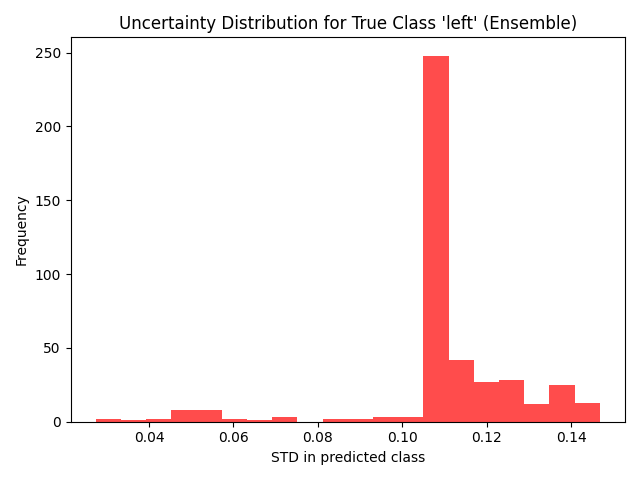 Uncertainty Distribution for True Class 'left' (Ensemble)
250
200
150
100
50
0
Frequency
0.04 0.06 0.08 0.10 0.12 0.14
STD in predicted class